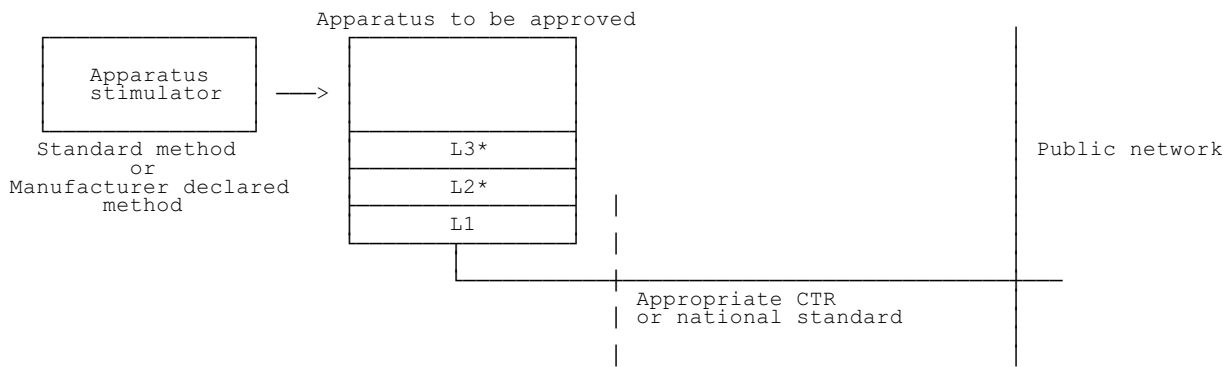 Apparatus to be approved
Apparatus
stimulator
Standard method
or
Manufacturer declared
method
L3*
L2*
L1
Public network
Appropriate CTR
or national standard